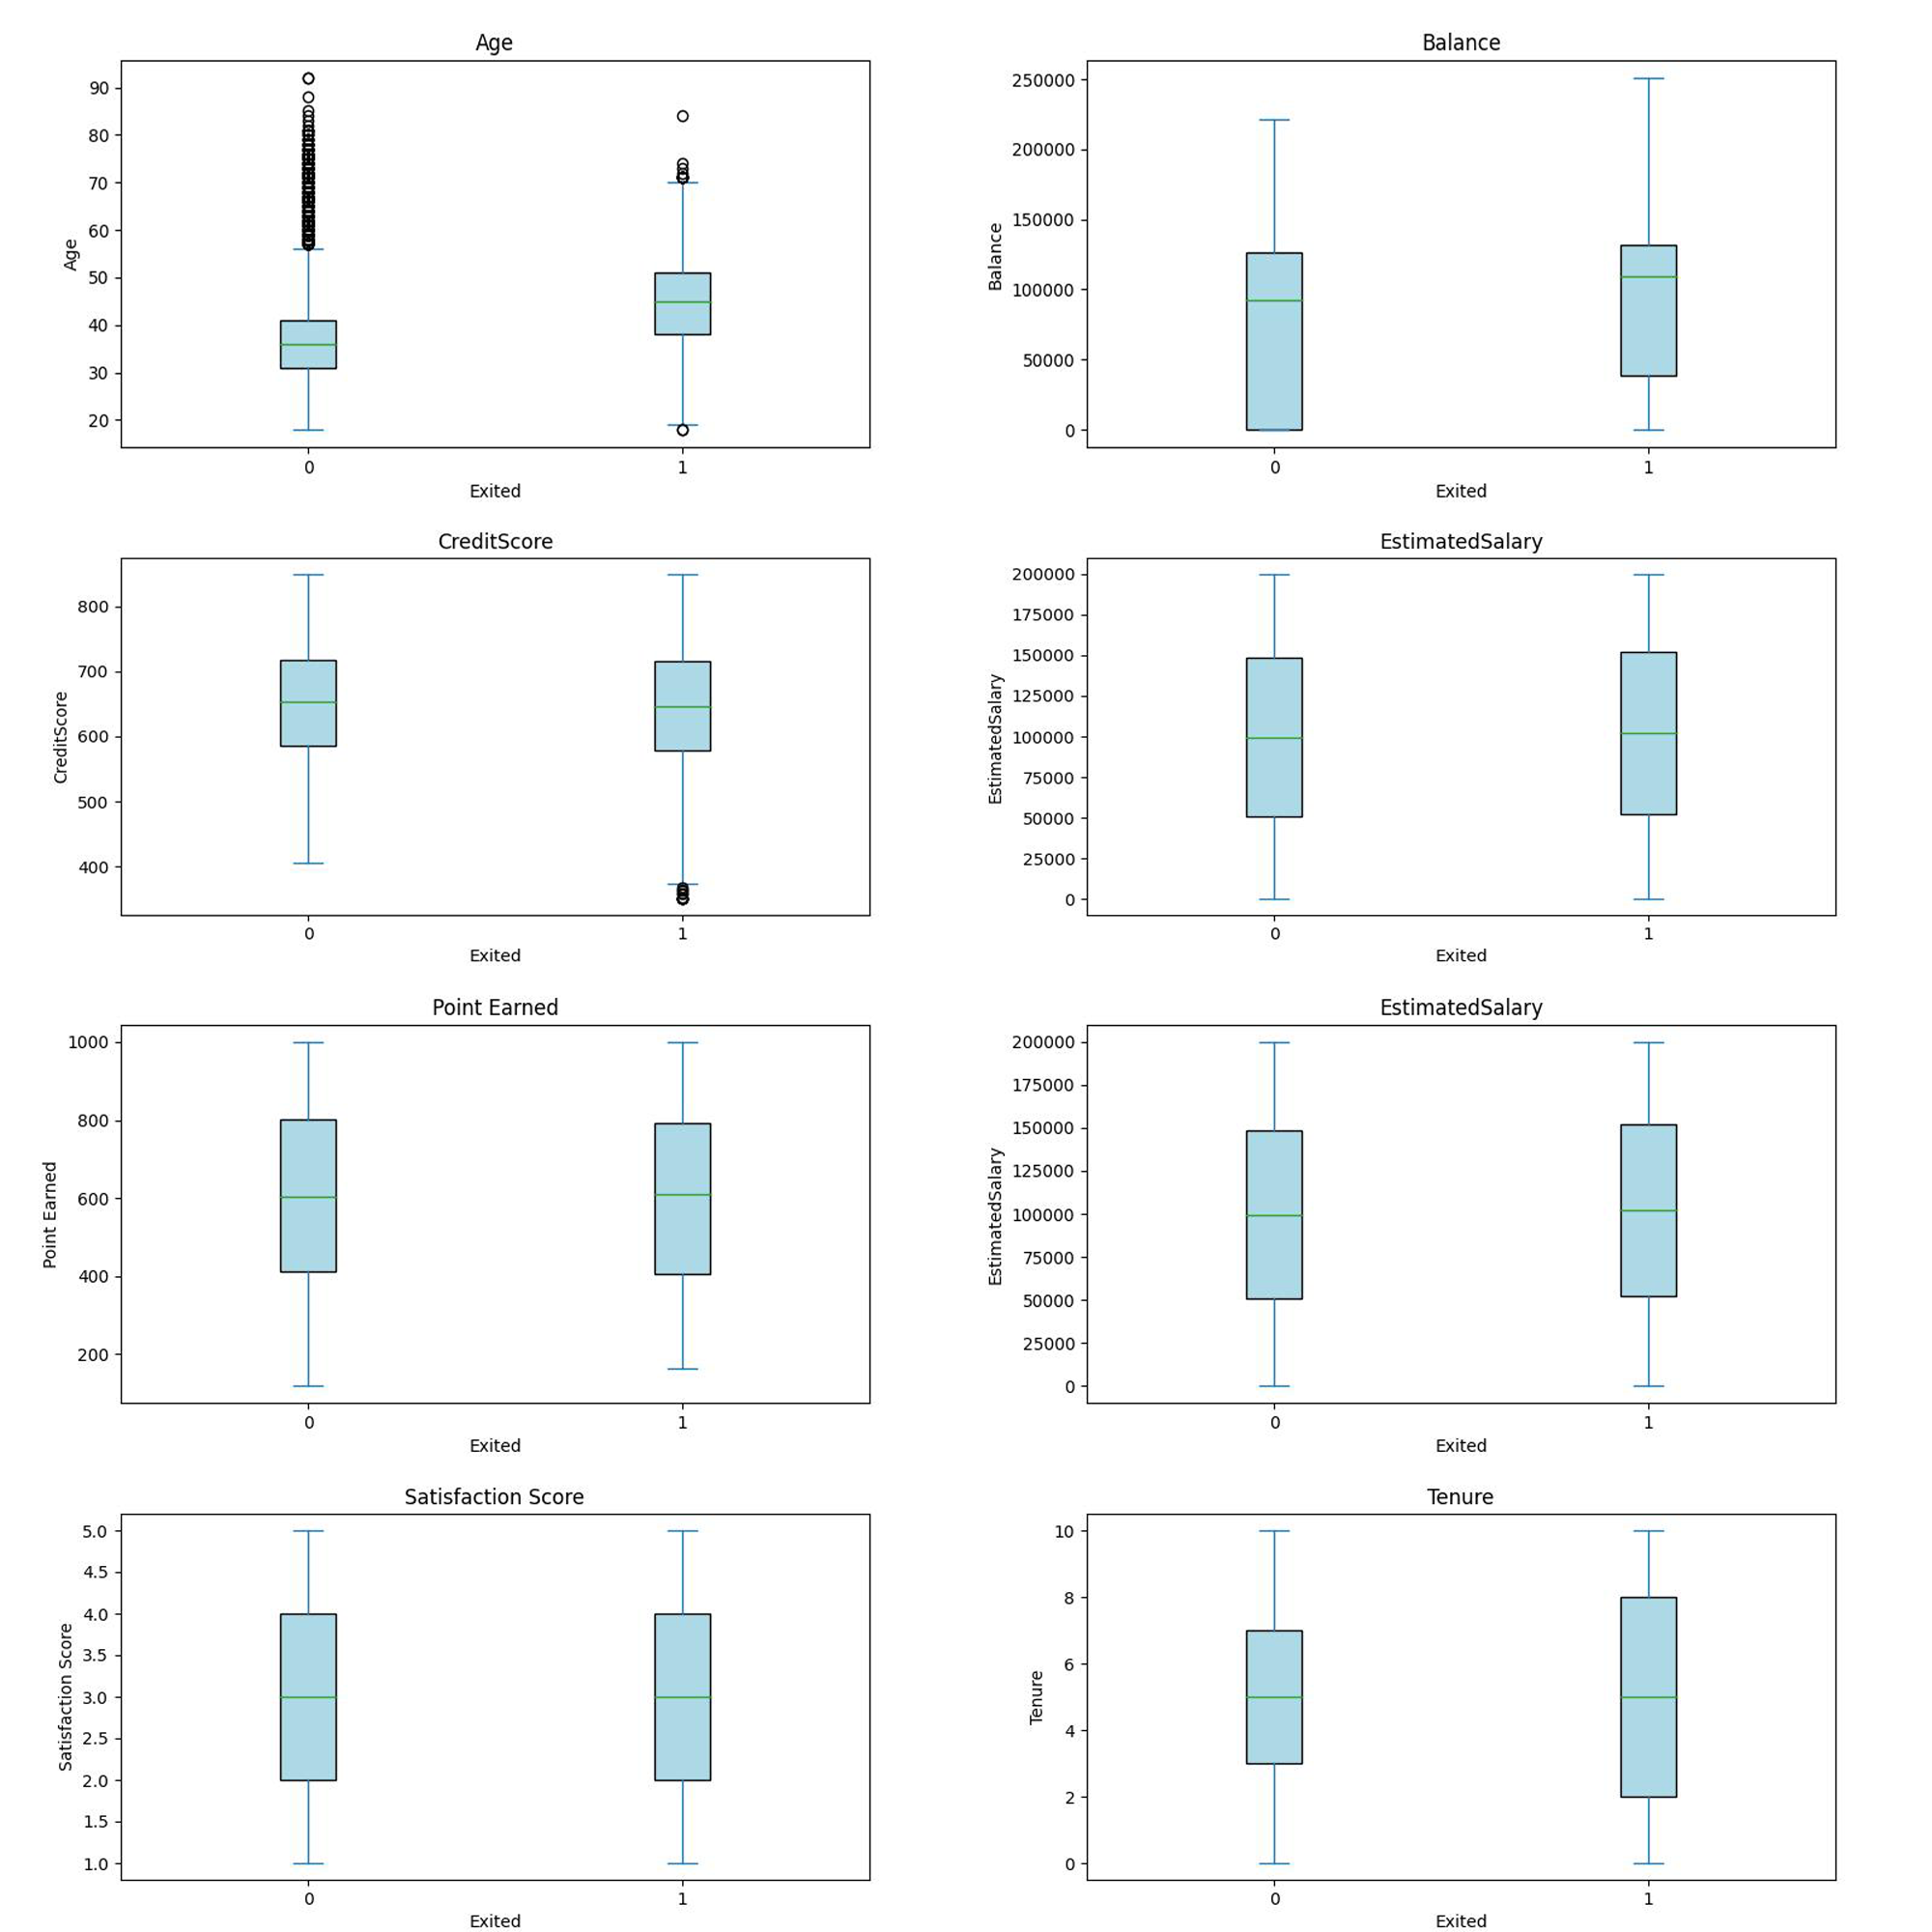 Age
90
80
70
60
50
40
30
20
Age
0 1
Exited
Balance
250000
200000
150000
100000
50000
0
Balance
0 1
Exited
CreditScore
800
700
600
500
400
CreditScore
0 1
Exited
EstimatedSalary
200000
175000
150000
125000
100000
75000
50000
25000
0
EstimatedSalary
0 1
Exited
Point Earned
1000
800
600
400
200
Point Earned
0 1
Exited
EstimatedSalary
200000
175000
150000
125000
100000
75000
50000
25000
0
EstimatedSalary
0 1
Exited
Satisfaction Score
5.0
4.5
4.0
3.5
3.0
2.5
2.0
1.5
1.0
Satisfaction Score
0 1
Exited
Tenure
10
8
6
4
2
0
Tenure
0 1
Exited